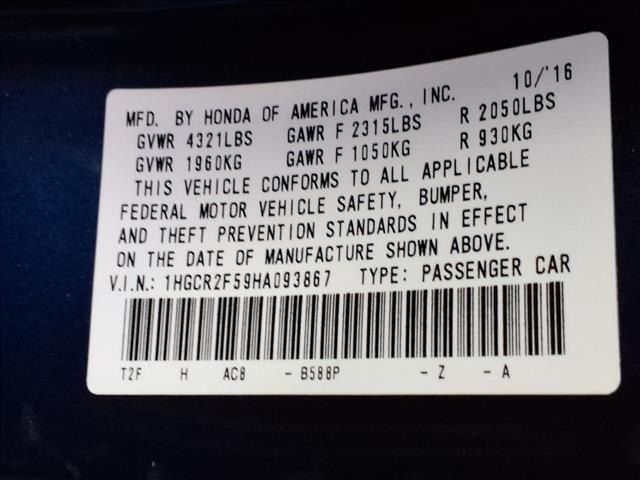 MFD. BY HONDA OF AMERICA MFG., INC. 10/'16
GVWR 4321LBS GAWR F 2315LBS R 2050LBS
GVWR 1960KG GAWR F 1050KG R 930KG
THIS VEHICLE CONFORMS TO ALL APPLICABLE
FEDERAL MOTOR VEHICLE SAFETY, BUMPER,
AND THEFT PREVENTION STANDARDS IN EFFECT
ON THE DATE OF MANUFACTURE SHOWN ABOVE.
V.I.N.: 1HGCR2F59HA093867 TYPE: PASSENGER CAR
T2F H AC8 - B588P - Z - A